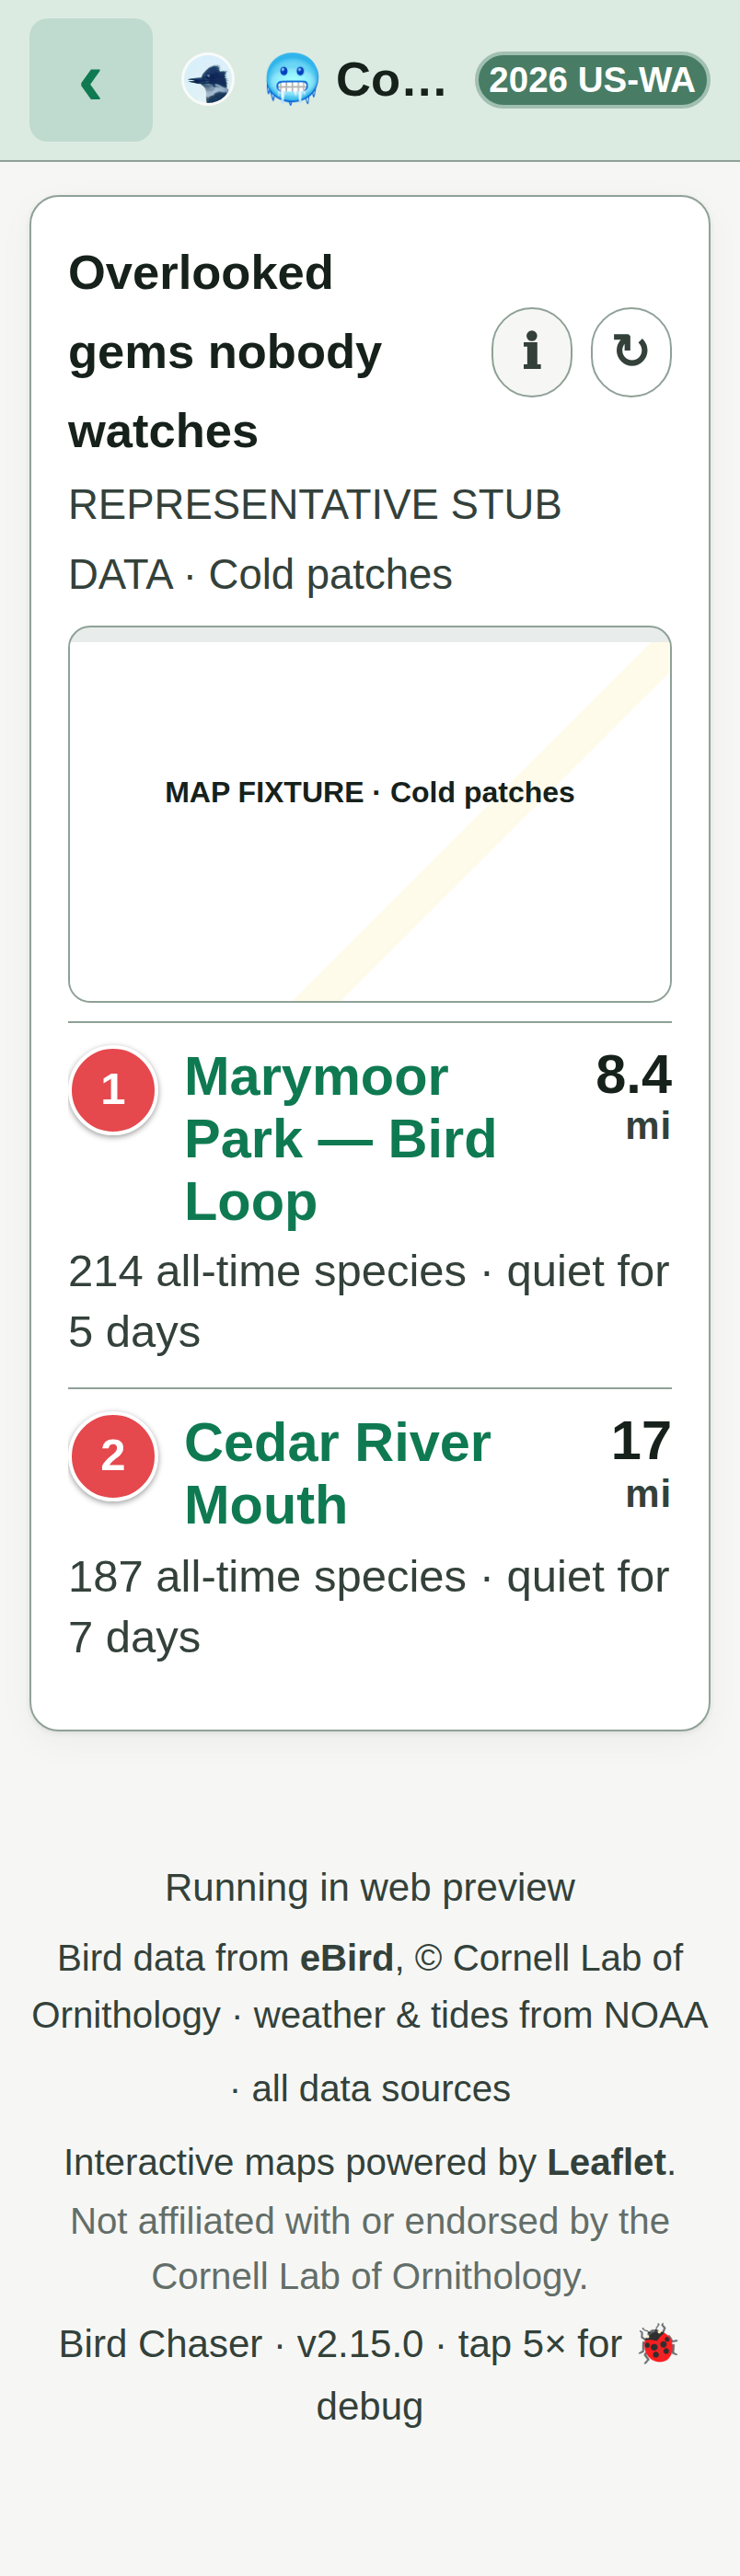 ‹ 🥶 Co... 2026 US-WA
Overlooked
gems nobody
watches
ℹ ↻
REPRESENTATIVE STUB
DATA · Cold patches
MAP FIXTURE · Cold patches
1 Marymoor
Park — Bird
Loop
8.4
mi
214 all-time species · quiet for
5 days
2 Cedar River
Mouth
17
mi
187 all-time species · quiet for
7 days
Running in web preview
Bird data from eBird, © Cornell Lab of
Ornithology · weather & tides from NOAA
· all data sources
Interactive maps powered by Leaflet.
Not affiliated with or endorsed by the
Cornell Lab of Ornithology.
Bird Chaser · v2.15.0 · tap 5× for 🐞
debug